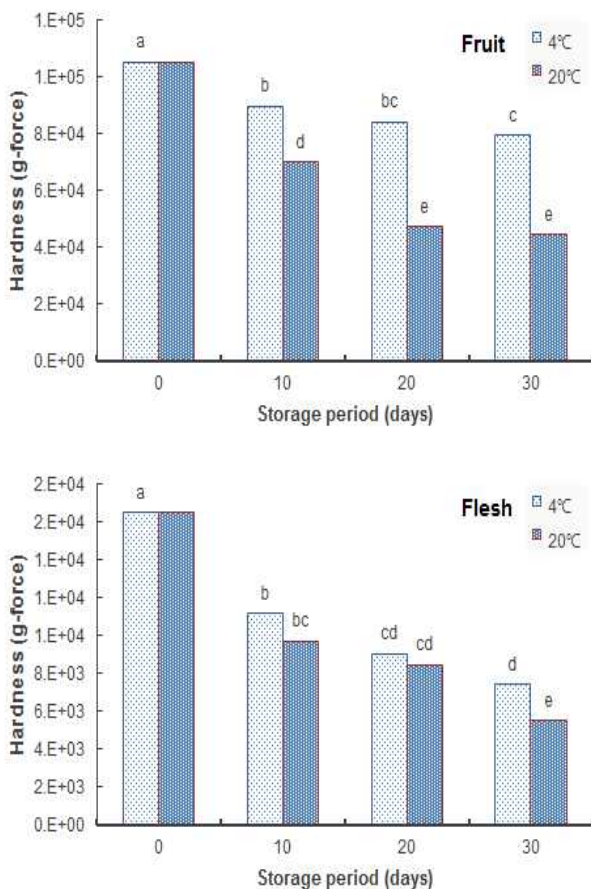 1.E+05
Fruit
4℃
20℃
1.E+05
8.E+04
6.E+04
4.E+04
2.E+04
0.E+00
Hardness (g-force)
a
b
d
bc
e
c
e
0 10 20 30
Storage period (days)
2.E+04
Flesh
4℃
20℃
2.E+04
1.E+04
1.E+04
1.E+04
8.E+03
6.E+03
4.E+03
2.E+03
0.E+00
Hardness (g-force)
a
b
bc
cd
cd
d
e
0 10 20 30
Storage period (days)